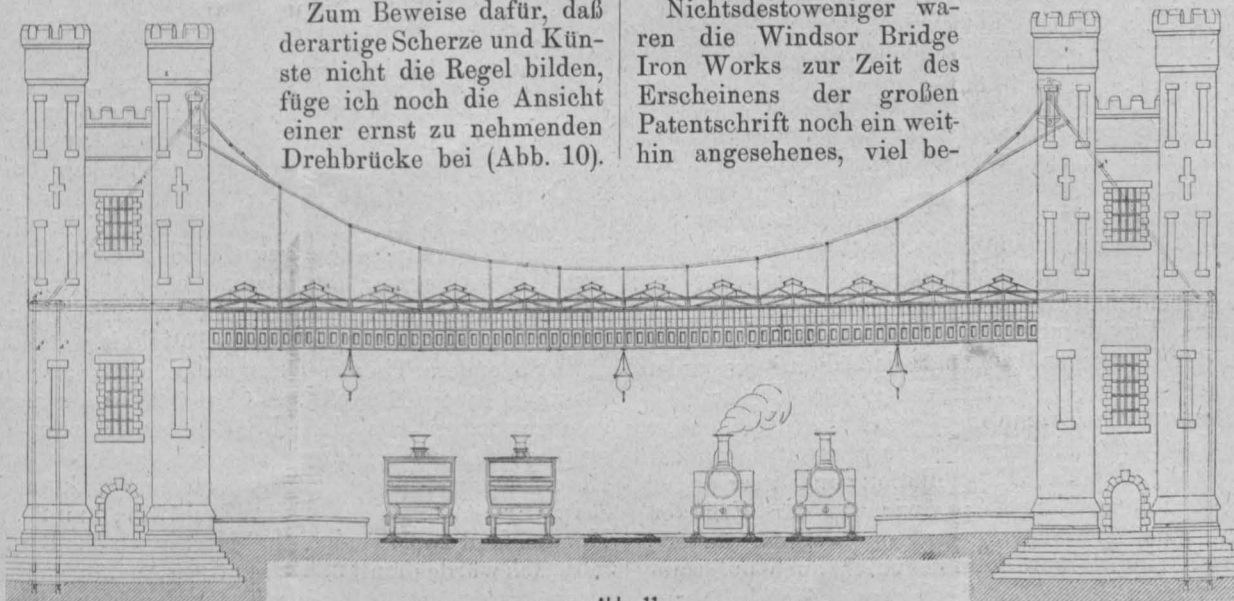 Zum Beweise dafür, daß
derartige Scherze und Kün-
ste nicht die Regel bilden,
füge ich noch die Ansicht
einer ernst zu nehmenden
Drehbrücke bei (Abb. 10).
Nichtsdestoweniger wa-
ren die Windsor Bridge
Iron Works zur Zeit des
Erscheinens der großen
Patentschrift noch ein weit-
hin angesehenes, viel be-